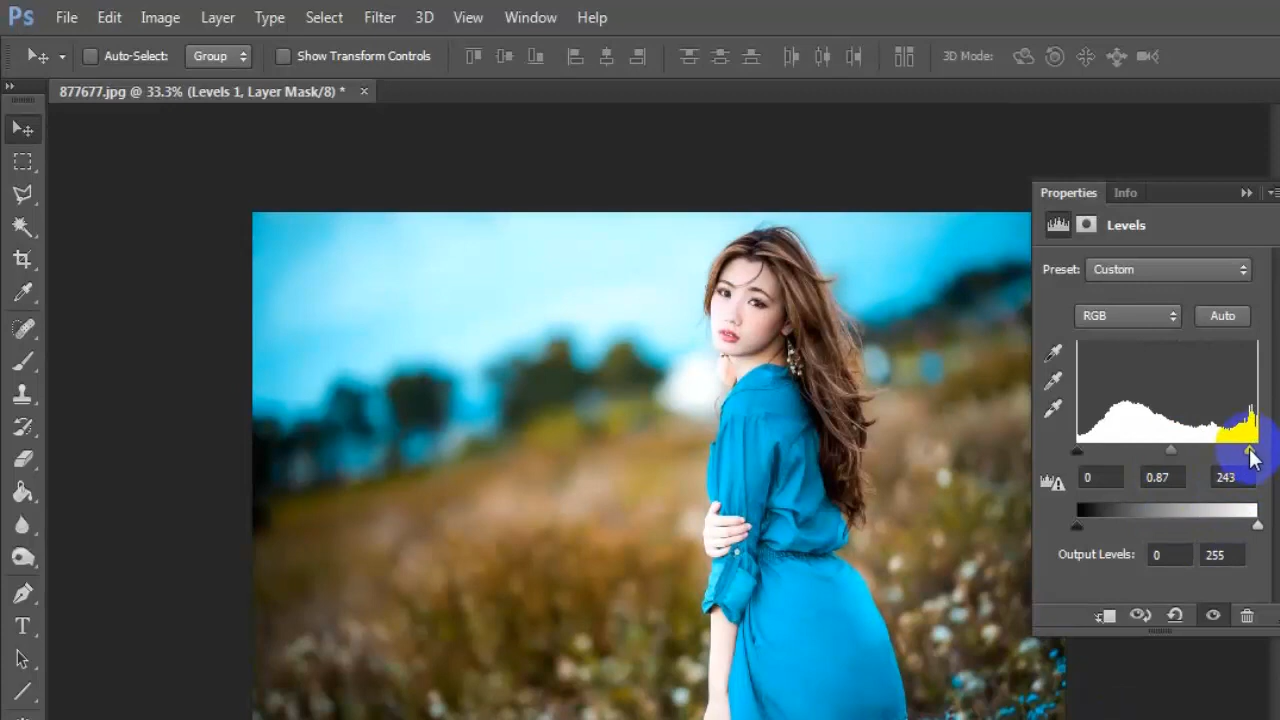 Ps File Edit Image Layer Type Select Filter 3D View Window Help
Auto-Select: Group Show Transform Controls 3D Mode:
877677.jpg @ 33.3% (Levels 1, Layer Mask/8) * ×
Properties Info
Levels
Preset: Custom
RGB Auto
0 0.87 243
Output Levels: 0 255
T